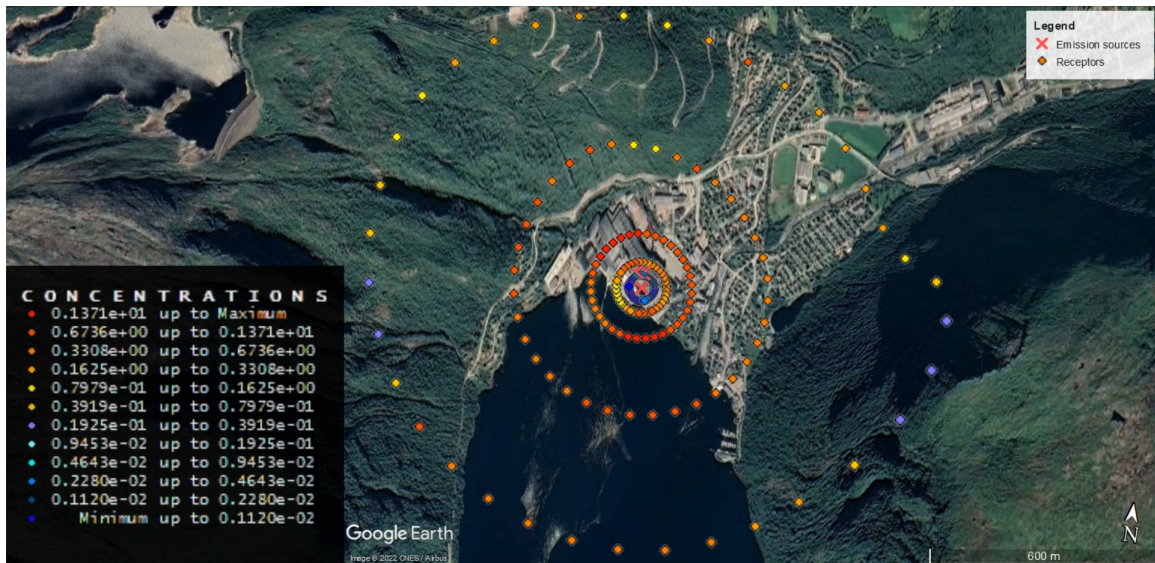 Legend
Emission sources
Receptors
CONCENTRATIONS
0.1371e+01 up to Maximum
0.6736e+00 up to 0.1371e+01
0.3308e+00 up to 0.6736e+00
0.1625e+00 up to 0.3308e+00
0.7979e-01 up to 0.1625e+00
0.3919e-01 up to 0.7979e-01
0.1925e-01 up to 0.3919e-01
0.9453e-02 up to 0.1925e-01
0.4643e-02 up to 0.9453e-02
0.2280e-02 up to 0.4643e-02
0.1120e-02 up to 0.2280e-02
Minimum up to 0.1120e-02
Google Earth
Image © 2022 CNES / Airbus
600 m
N